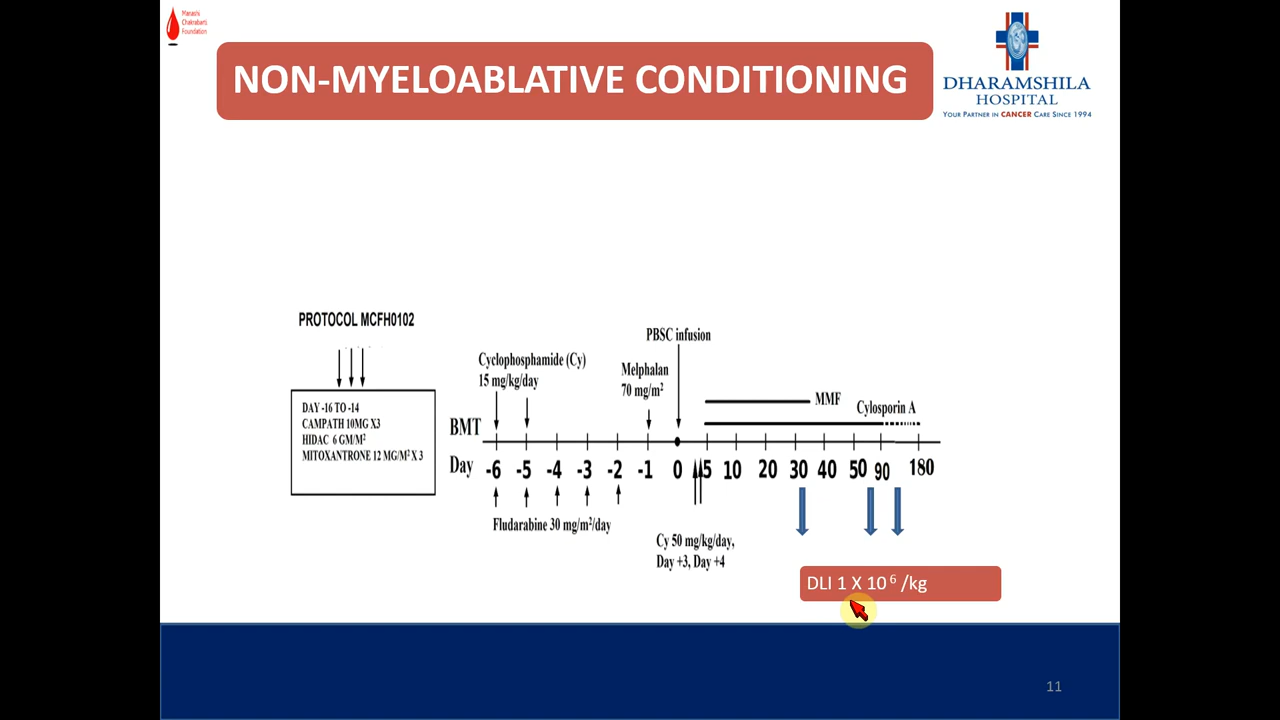 Manashi
Chakrabarti
Foundation
NON-MYELOABLATIVE CONDITIONING
DHARAMSHILA
HOSPITAL
YOUR PARTNER IN CANCER CARE SINCE 1994
PROTOCOL MCFH0102
DAY -16 TO -14
CAMPATH 10MG X3
HIDAC 6 GM/M²
MITOXANTRONE 12 MG/M² X 3
PBSC infusion
Cyclophosphamide (Cy)
15 mg/kg/day
Melphalan
70 mg/m²
MMF
Cylosporin A
BMT
Day -6 -5 -4 -3 -2 -1 0 5 10 20 30 40 50 90 180
Fludarabine 30 mg/m²/day
Cy 50 mg/kg/day,
Day +3, Day +4
DLI 1 X 10⁶ /kg
11